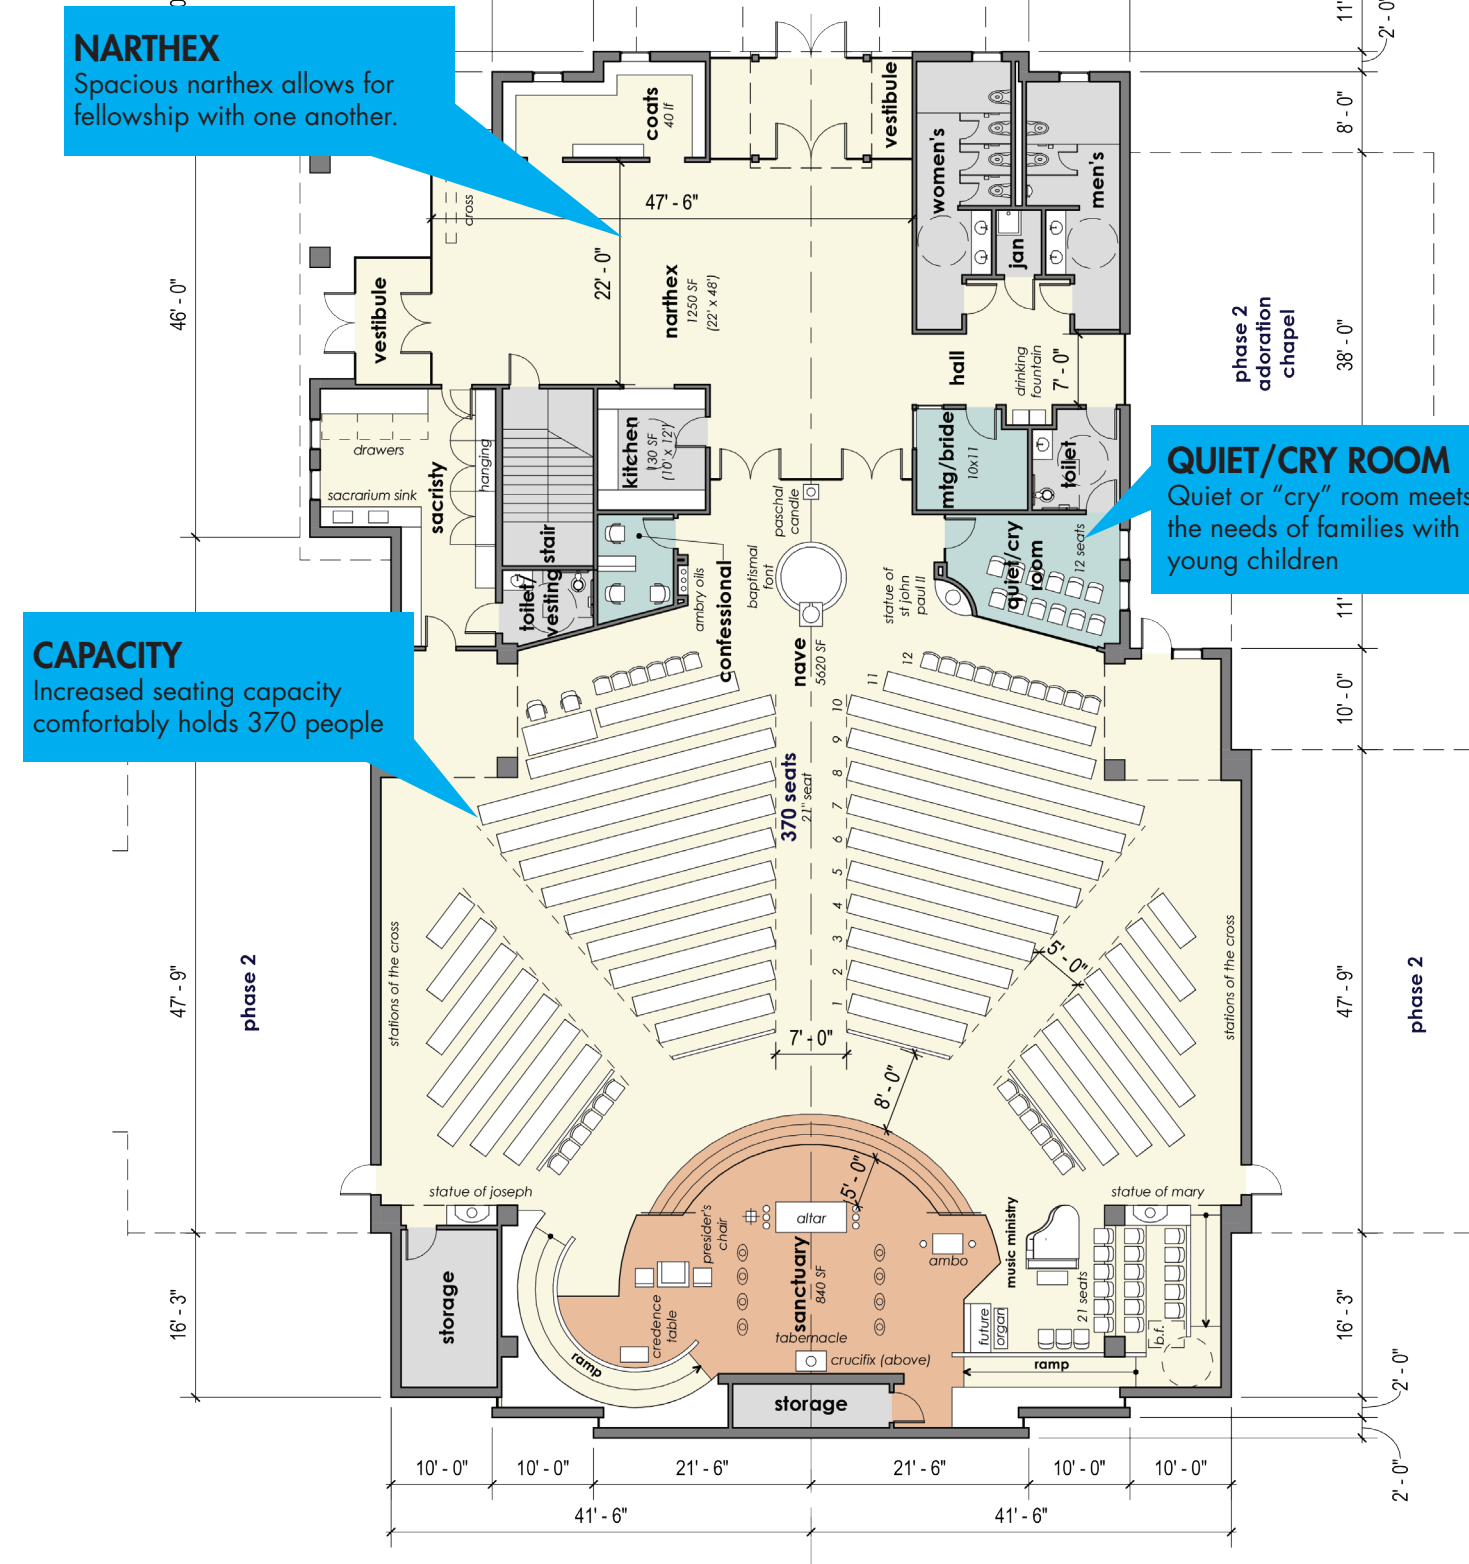 NARTHEX
Spacious narthex allows for
fellowship with one another.
coats
40 lf
vestibule
women's
men's
jan
11'
2' - 0"
8' - 0"
47' - 6"
cross
22' - 0"
narthex
1250 SF
(22' x 48')
vestibule
46' - 0"
hall
drinking
fountain
7' - 0"
phase 2
adoration
chapel
38' - 0"
drawers
sacrarium sink
sacristy
hanging
kitchen
130 SF
(10' x 12')
mtg/bride
10x11
toilet
QUIET/CRY ROOM
Quiet or “cry” room meets
the needs of families with
young children
toilet/
vesting stair
confessional
ambry oils
paschal
candle
baptismal
font
statue of
st john
paul II
quiet/cry
room
12 seats
11'
CAPACITY
Increased seating capacity
comfortably holds 370 people
nave
5620 SF
10' - 0"
370 seats
21" seat
12
11
10
9
8
7
6
5
4
3
2
1
5' - 0"
stations of the cross
stations of the cross
47' - 9"
phase 2
47' - 9"
phase 2
7' - 0"
8' - 0"
5' - 0"
statue of joseph
statue of mary
altar
presider's
chair
sanctuary
840 SF
ambo
music ministry
21 seats
future
organ
b.f.
credence
table
tabernacle
crucifix (above)
ramp
ramp
storage
storage
16' - 3"
16' - 3"
2' - 0"
2' - 0"
10' - 0"
10' - 0"
21' - 6"
21' - 6"
10' - 0"
10' - 0"
41' - 6"
41' - 6"